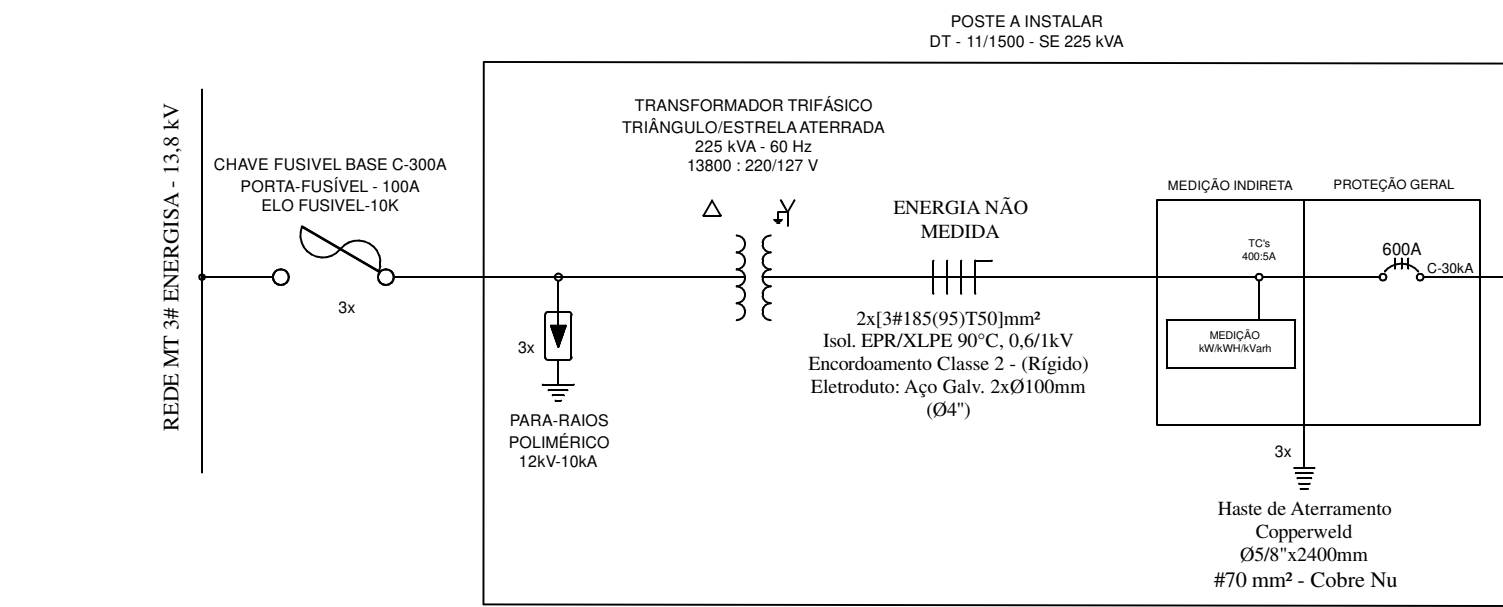 POSTE A INSTALAR
DT - 11/1500 - SE 225 kVA
REDE MT 3# ENERGISA - 13,8 kV
CHAVE FUSIVEL BASE C-300A
PORTA-FUSÍVEL - 100A
ELO FUSIVEL-10K
3x
TRANSFORMADOR TRIFÁSICO
TRIÂNGULO/ESTRELA ATERRADA
225 kVA - 60 Hz
13800 : 220/127 V
3x
PARA-RAIOS
POLIMÉRICO
12kV-10kA
ENERGIA NÃO
MEDIDA
2x[3#185(95)T50]mm²
Isol. EPR/XLPE 90°C, 0,6/1kV
Encordoamento Classe 2 - (Rígido)
Eletroduto: Aço Galv. 2xØ100mm
(Ø4")
MEDIÇÃO INDIRETA
TC's
400:5A
MEDIÇÃO
kW/kWH/kVarh
PROTEÇÃO GERAL
600A
C-30kA
3x
Haste de Aterramento
Copperweld
Ø5/8"x2400mm
#70 mm² - Cobre Nu